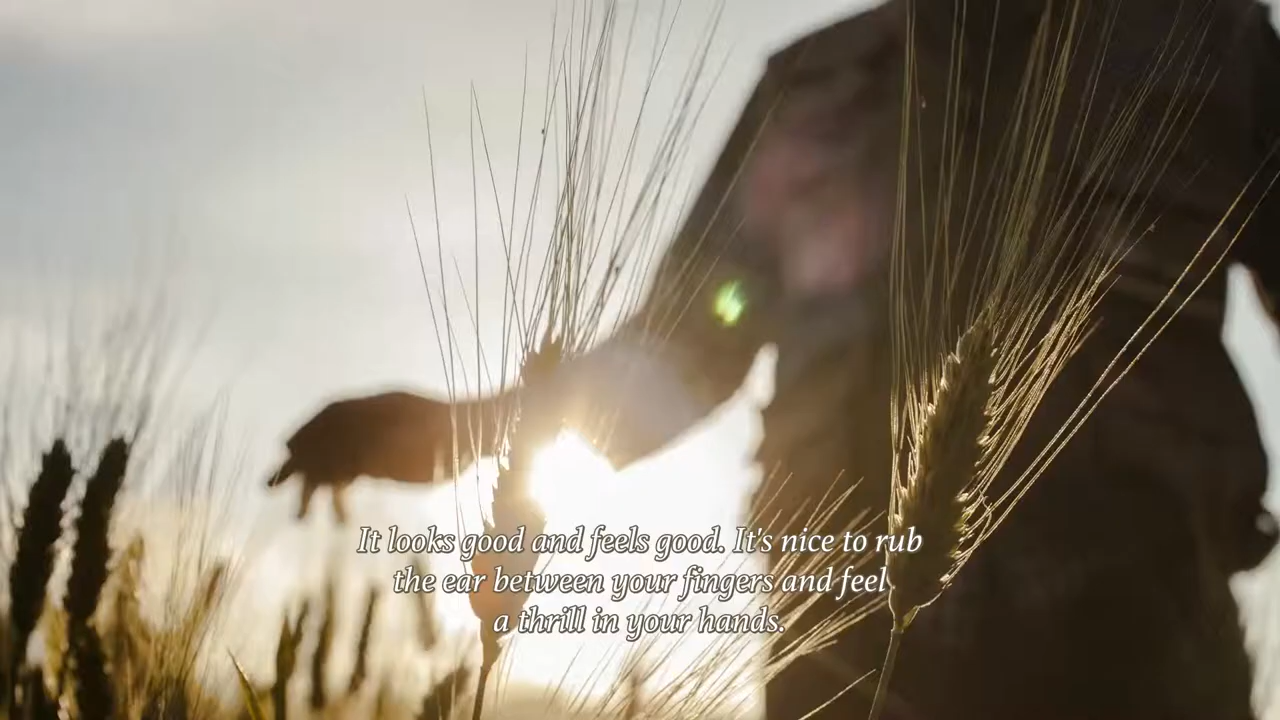 It looks good and feels good. It's nice to rub
the ear between your fingers and feel
a thrill in your hands.